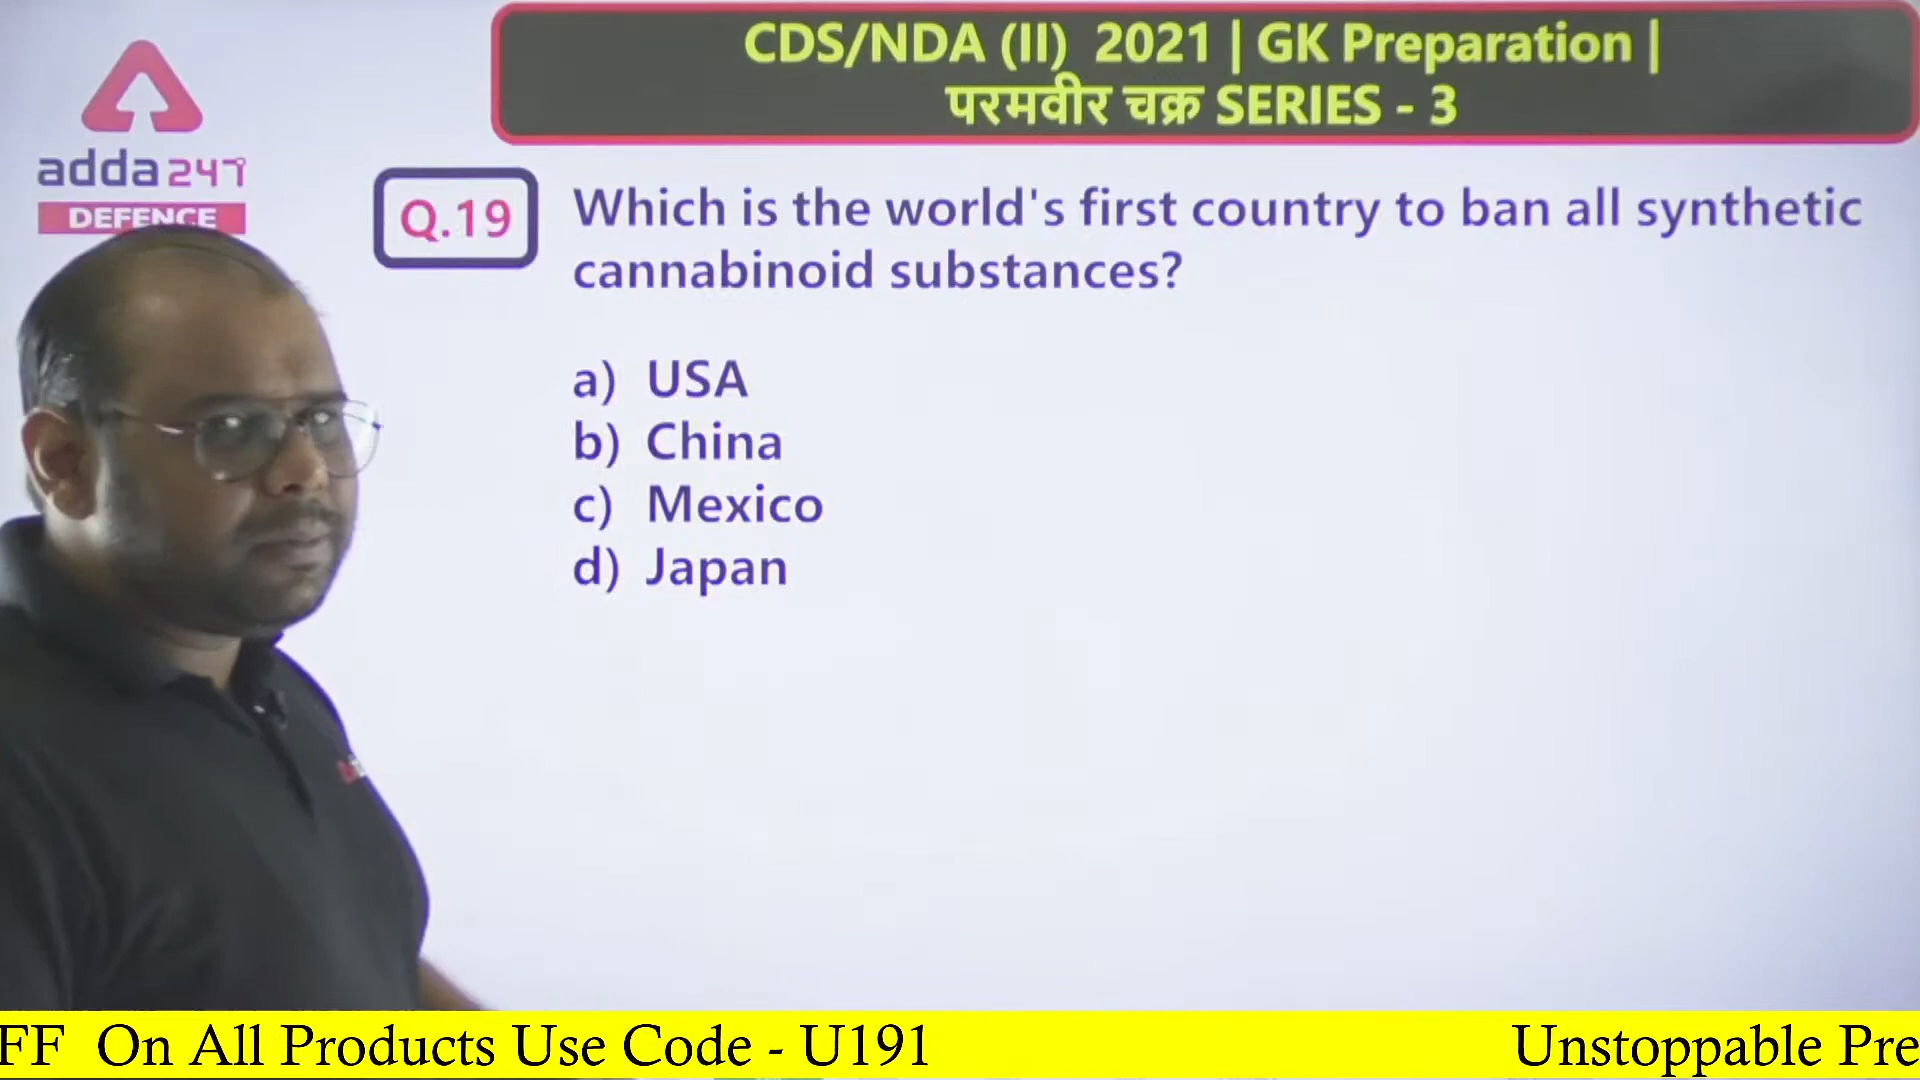 CDS/NDA (II) 2021 | GK Preparation |
परमवीर चक्र SERIES - 3
adda247
DEFENCE
Q.19
Which is the world's first country to ban all synthetic
cannabinoid substances?
a) USA
b) China
c) Mexico
d) Japan
FF On All Products Use Code - U191
Unstoppable Pre